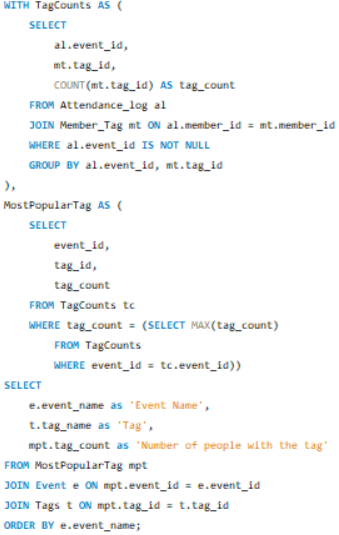 WITH TagCounts AS (
SELECT
al.event_id,
mt.tag_id,
COUNT(mt.tag_id) AS tag_count
FROM Attendance_log al
JOIN Member_Tag mt ON al.member_id = mt.member_id
WHERE al.event_id IS NOT NULL
GROUP BY al.event_id, mt.tag_id
),
MostPopularTag AS (
SELECT
event_id,
tag_id,
tag_count
FROM TagCounts tc
WHERE tag_count = (SELECT MAX(tag_count)
FROM TagCounts
WHERE event_id = tc.event_id))
SELECT
e.event_name as 'Event Name',
t.tag_name as 'Tag',
mpt.tag_count as 'Number of people with the tag'
FROM MostPopularTag mpt
JOIN Event e ON mpt.event_id = e.event_id
JOIN Tags t ON mpt.tag_id = t.tag_id
ORDER BY e.event_name;